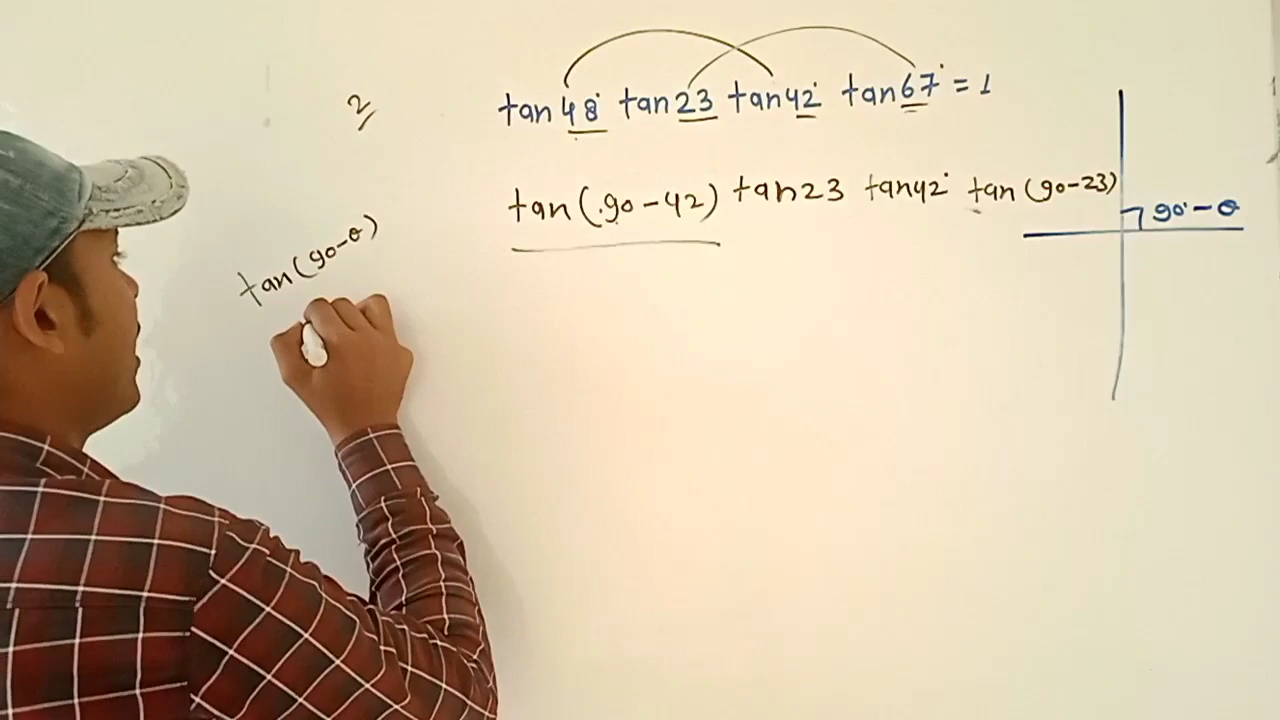 2
tan 48° tan 23 tan 42° tan 67° = 1
tan (90 - 42) tan 23 tan 42° tan (90 - 23)
90° - θ
tan (90 - θ)